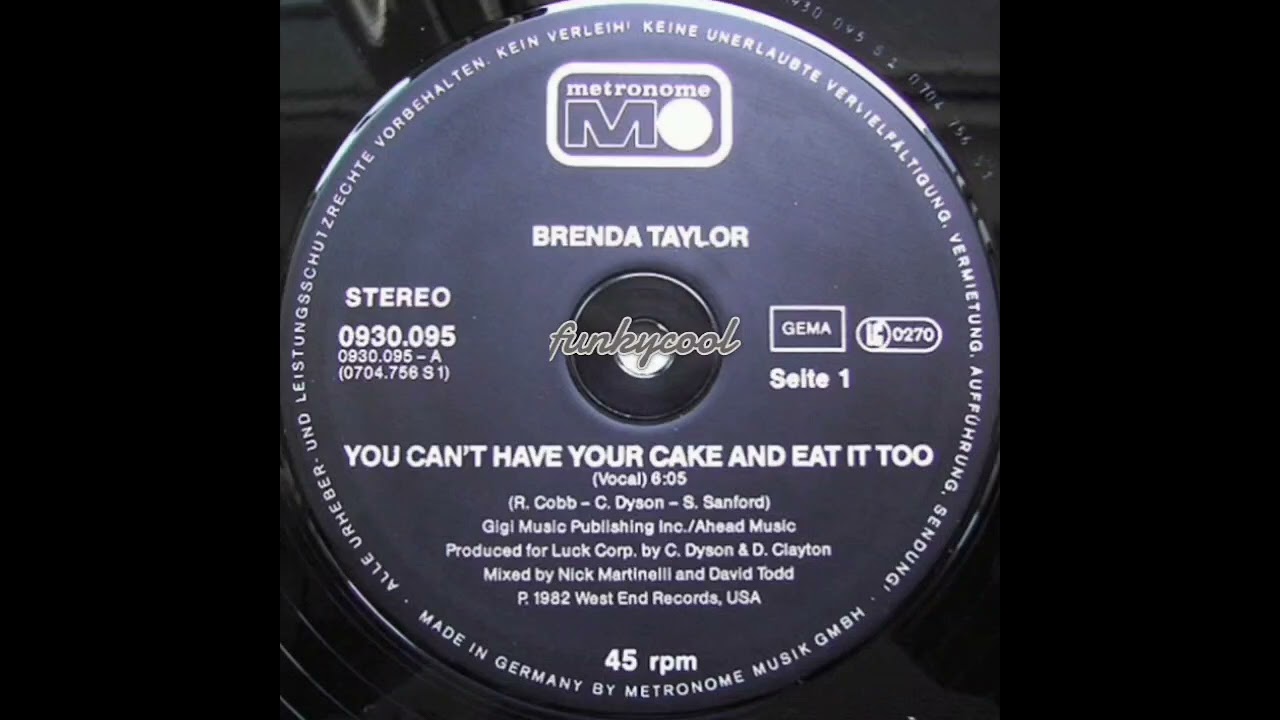 ALLE URHEBER- UND LEISTUNGSSCHUTZRECHTE VORBEHALTEN. KEIN VERLEIH! KEINE UNERLAUBTE VERVIELFÄLTIGUNG, VERMIETUNG, AUFFÜHRUNG, SENDUNG!
metronome
MO
BRENDA TAYLOR
STEREO
0930.095
0930.095 – A
(0704.756 S 1)
funkycool
GEMA
LC 0270
Seite 1
YOU CAN'T HAVE YOUR CAKE AND EAT IT TOO
(Vocal) 6:05
(R. Cobb – C. Dyson – S. Sanford)
Gigi Music Publishing Inc./Ahead Music
Produced for Luck Corp. by C. Dyson & D. Clayton
Mixed by Nick Martinelli and David Todd
P. 1982 West End Records, USA
45 rpm
MADE IN GERMANY BY METRONOME MUSIK GMBH